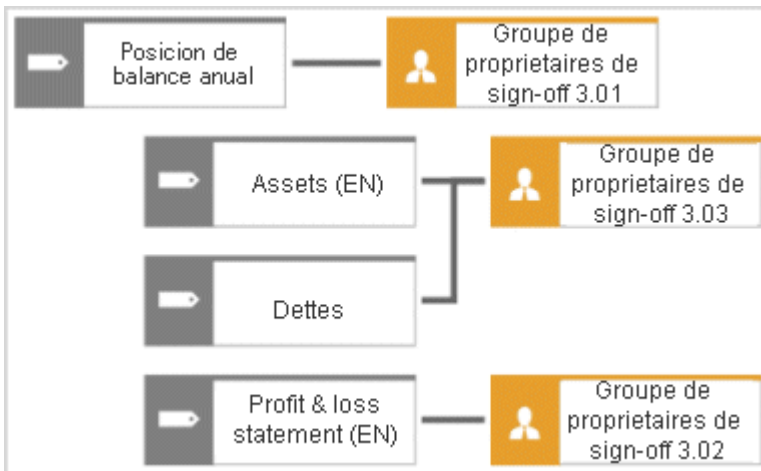 Posicion de
balance anual
Groupe de
proprietaires de
sign-off 3.01
Assets (EN)
Groupe de
proprietaires de
sign-off 3.03
Dettes
Profit & loss
statement (EN)
Groupe de
proprietaires de
sign-off 3.02